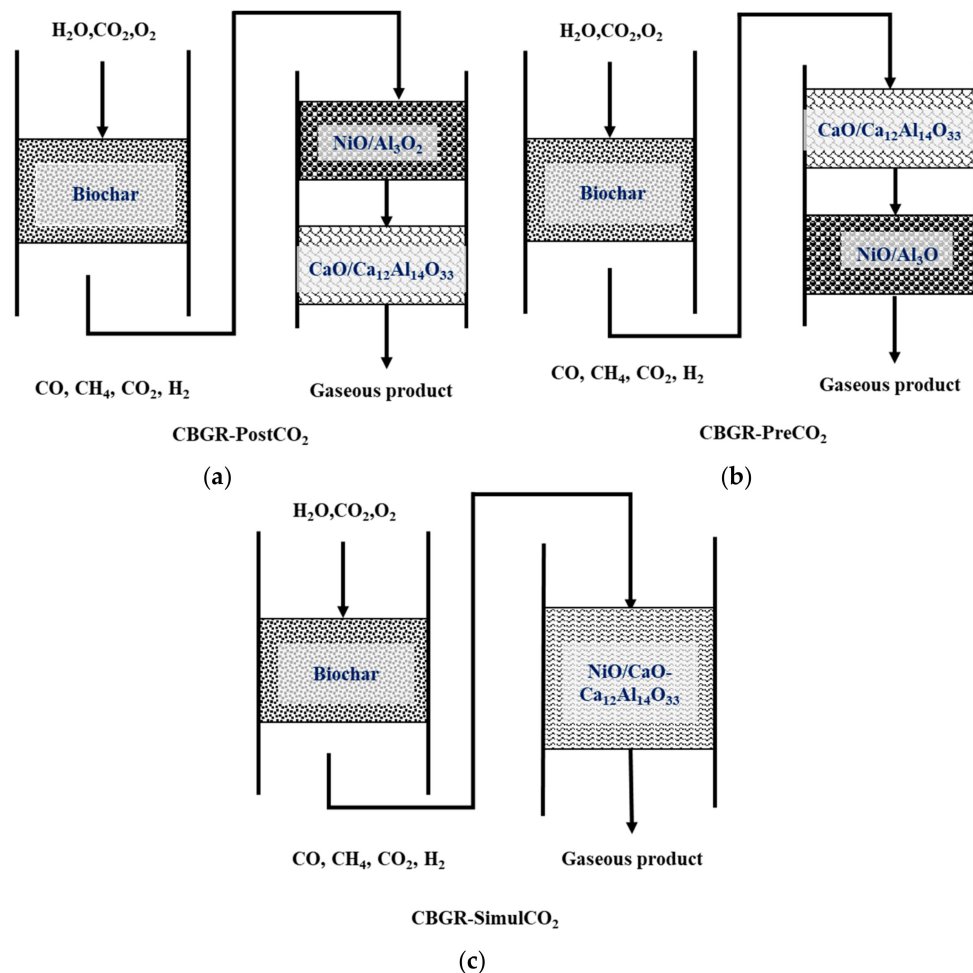 H₂O,CO₂,O₂
Biochar
NiO/Al₃O₂
CaO/Ca₁₂Al₁₄O₃₃
CO, CH₄, CO₂, H₂
Gaseous product
CBGR-PostCO₂
(a)
H₂O,CO₂,O₂
Biochar
CaO/Ca₁₂Al₁₄O₃₃
NiO/Al₃O
CO, CH₄, CO₂, H₂
Gaseous product
CBGR-PreCO₂
(b)
H₂O,CO₂,O₂
Biochar
NiO/CaO-
Ca₁₂Al₁₄O₃₃
CO, CH₄, CO₂, H₂
Gaseous product
CBGR-SimulCO₂
(c)